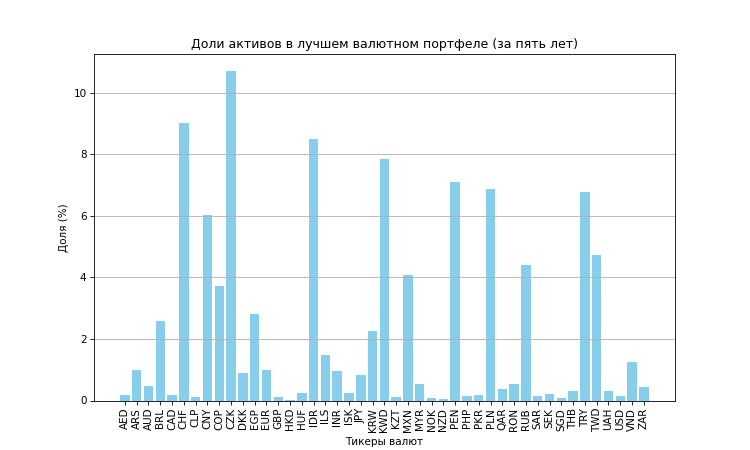 Доли активов в лучшем валютном портфеле (за пять лет)
Доля (%)
10
8
6
4
2
0
AED ARS AUD BRL CAD CHF CLP CNY COP CZK DKK EGP EUR GBP HKD HUF IDR ILS INR ISK JPY KRW KWD KZT MXN MYR NOK NZD PEN PHP PKR PLN QAR RON RUB SAR SEK SGD THB TRY TWD UAH USD VND ZAR
Тикеры валют